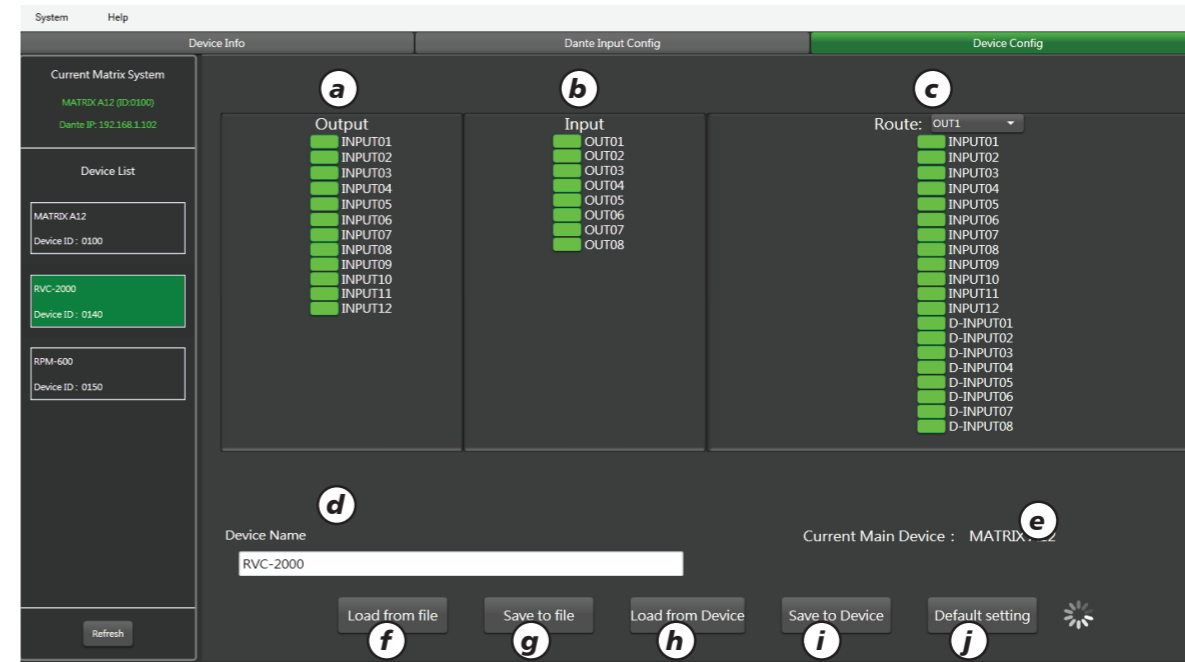 System Help
Device Info Dante Input Config Device Config
Current Matrix System
MATRIX A12 (ID:0100)
Dante IP: 192.168.1.102
Device List
MATRIX A12
Device ID : 0100
RVC-2000
Device ID : 0140
RPM-600
Device ID : 0150
Refresh
a
Output
INPUT01
INPUT02
INPUT03
INPUT04
INPUT05
INPUT06
INPUT07
INPUT08
INPUT09
INPUT10
INPUT11
INPUT12
b
Input
OUT01
OUT02
OUT03
OUT04
OUT05
OUT06
OUT07
OUT08
c
Route: OUT1
INPUT01
INPUT02
INPUT03
INPUT04
INPUT05
INPUT06
INPUT07
INPUT08
INPUT09
INPUT10
INPUT11
INPUT12
D-INPUT01
D-INPUT02
D-INPUT03
D-INPUT04
D-INPUT05
D-INPUT06
D-INPUT07
D-INPUT08
d
Device Name
RVC-2000
e
Current Main Device : MATRIX A12
Load from file Save to file Load from Device Save to Device Default setting
f g h i j